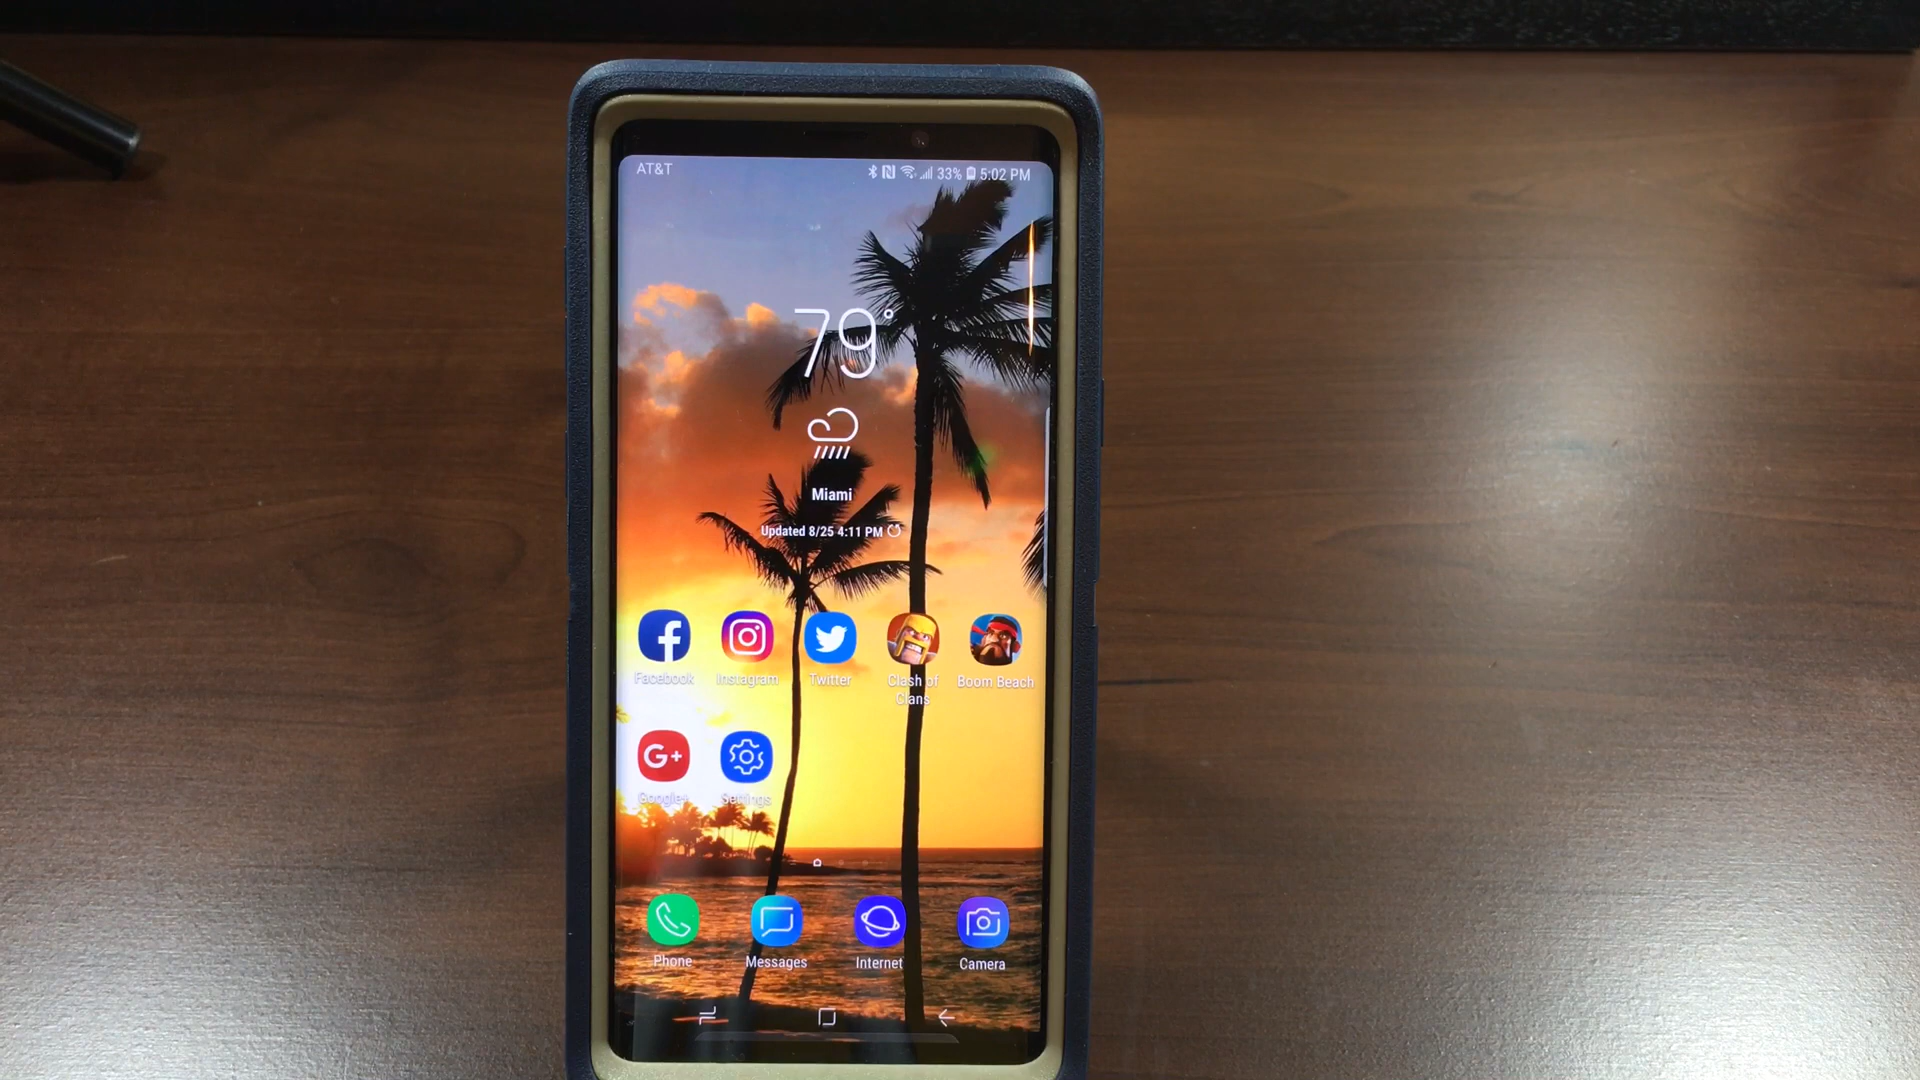 AT&T
33% 5:02 PM
79°
Miami
Updated 8/25 4:11 PM
Facebook Instagram Twitter Clash of Clans Boom Beach
G+
Google+ Settings
Phone Messages Internet Camera